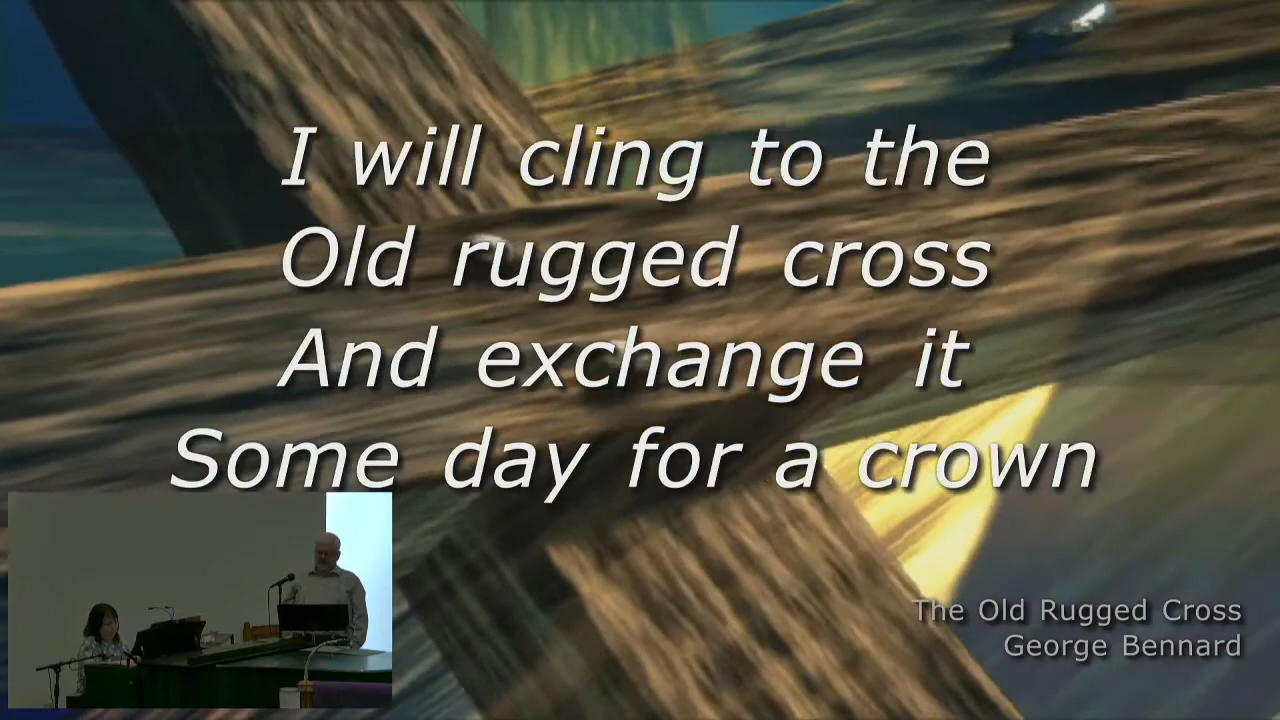 I will cling to the
Old rugged cross
And exchange it
Some day for a crown
The Old Rugged Cross
George Bennard